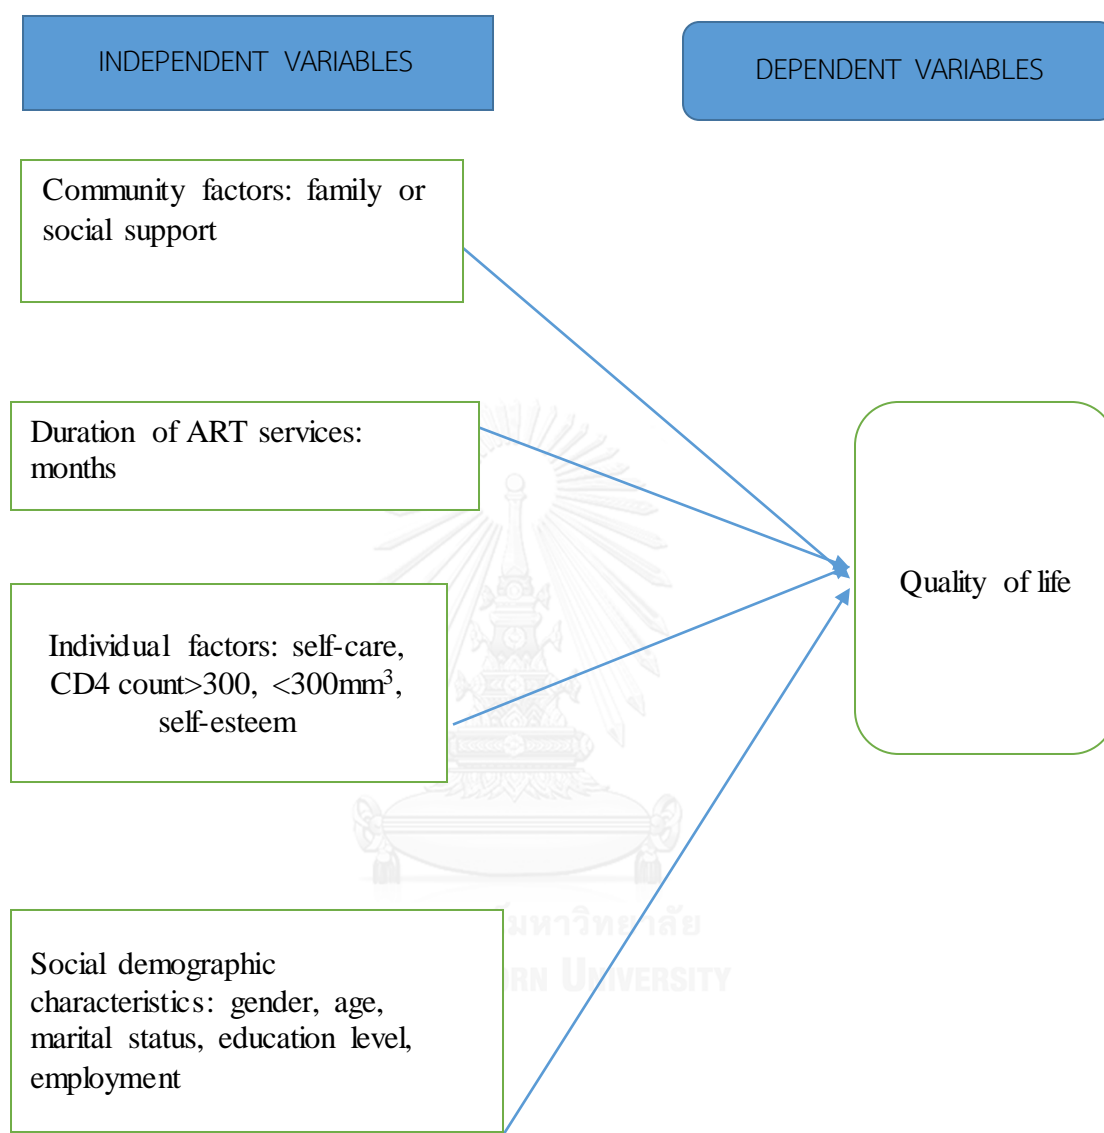 INDEPENDENT VARIABLES
DEPENDENT VARIABLES
Community factors: family or
social support
Duration of ART services:
months
Individual factors: self-care,
CD4 count>300, <300mm³,
self-esteem
Quality of life
Social demographic
characteristics: gender, age,
marital status, education level,
employment
UNIVERSITY